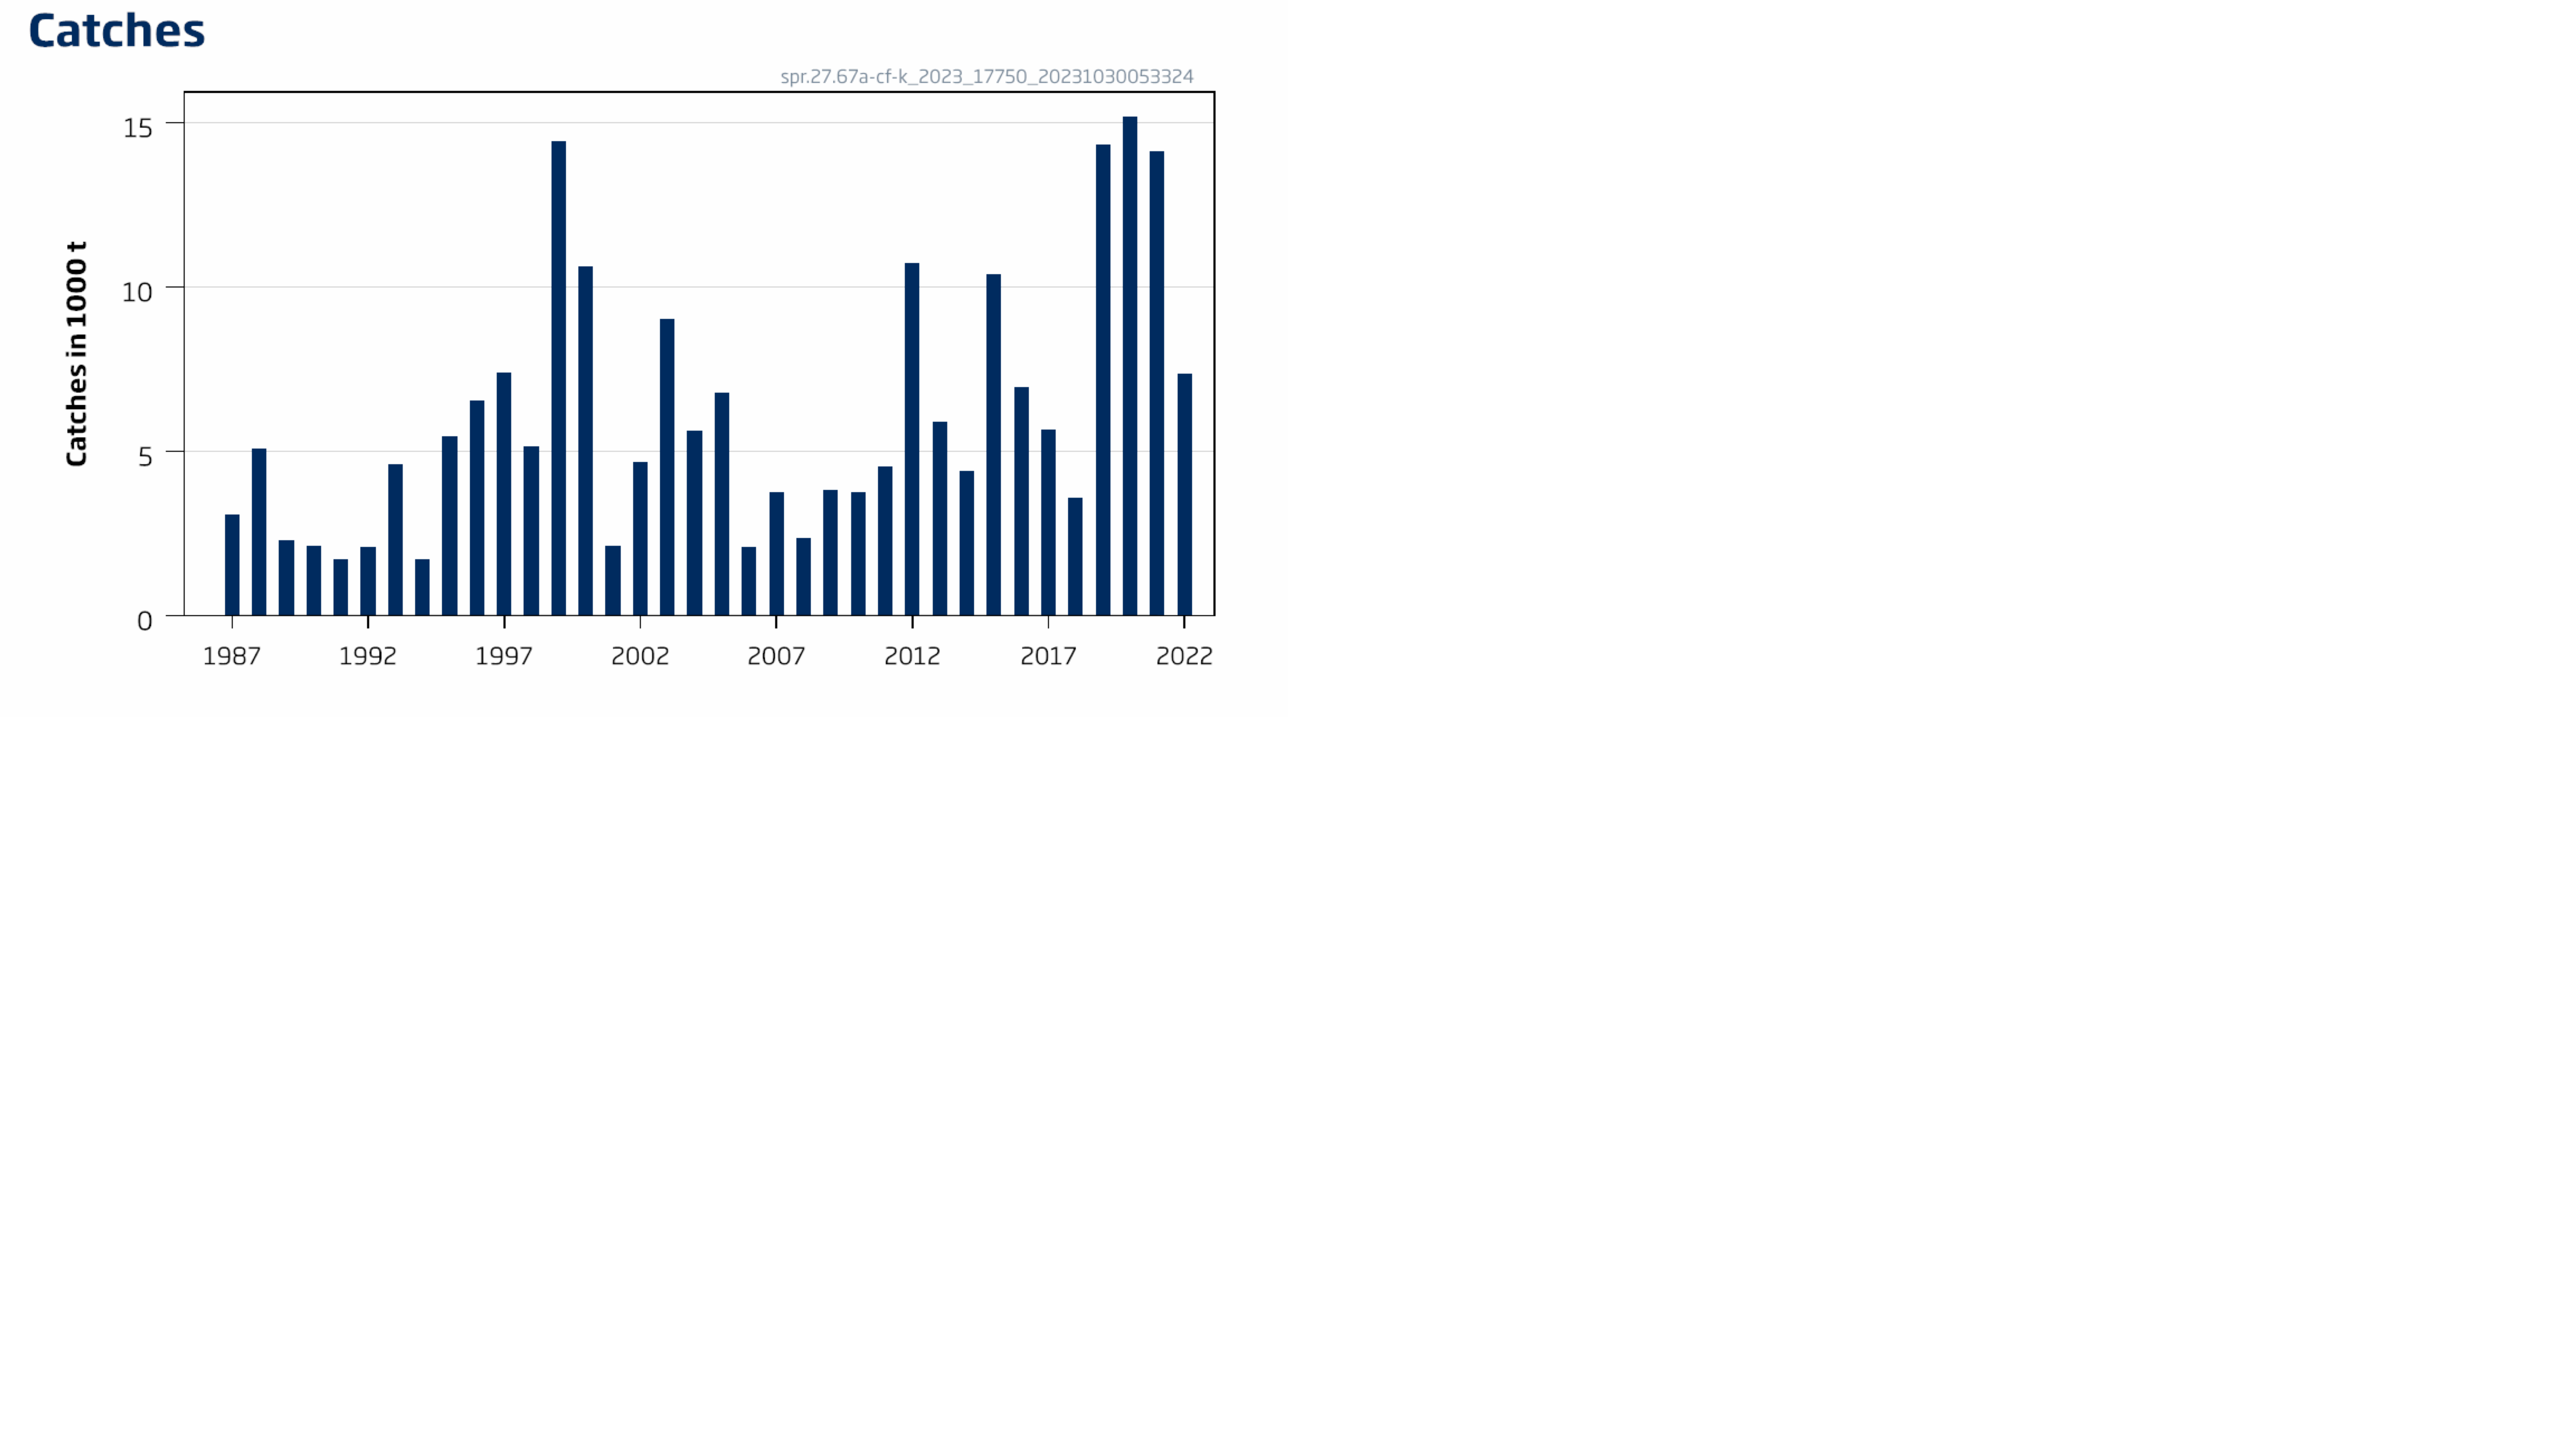 Catches
spr.27.67a-cf-k_2023_17750_20231030053324
Catches in 1000 t
15
10
5
0
1987 1992 1997 2002 2007 2012 2017 2022